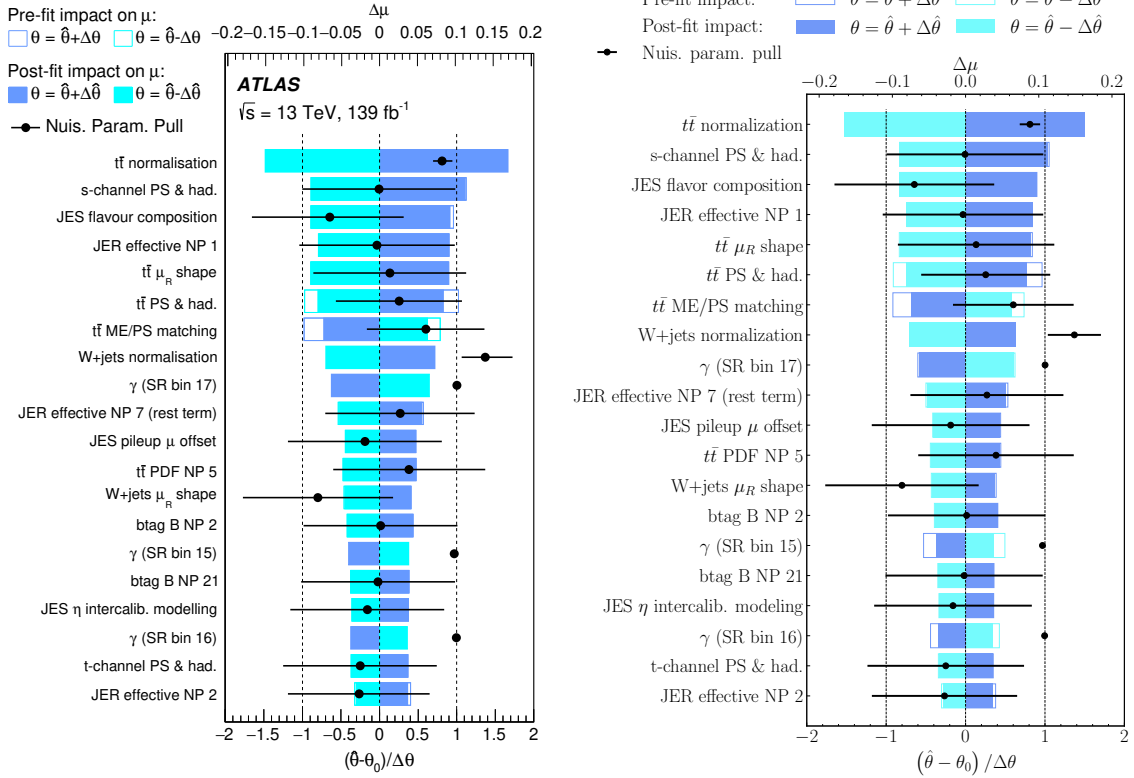 Pre-fit impact on μ:
θ = θ̂+Δθ θ = θ̂-Δθ
Post-fit impact on μ:
θ = θ̂+Δθ̂ θ = θ̂-Δθ̂
Nuis. Param. Pull
Δμ
−0.2 −0.15 −0.1 −0.05 0 0.05 0.1 0.15 0.2
ATLAS
√s = 13 TeV, 139 fb⁻¹
tt̄ normalisation
s-channel PS & had.
JES flavour composition
JER effective NP 1
tt̄ μ_R shape
tt̄ PS & had.
tt̄ ME/PS matching
W+jets normalisation
γ (SR bin 17)
JER effective NP 7 (rest term)
JES pileup μ offset
tt̄ PDF NP 5
W+jets μ_R shape
btag B NP 2
γ (SR bin 15)
btag B NP 21
JES η intercalib. modelling
γ (SR bin 16)
t-channel PS & had.
JER effective NP 2
−2 −1.5 −1 −0.5 0 0.5 1 1.5 2
(θ̂-θ₀)/Δθ
Pre-fit impact: θ = θ̂ + Δθ θ = θ̂ − Δθ
Post-fit impact: θ = θ̂ + Δθ̂ θ = θ̂ − Δθ̂
Nuis. param. pull
Δμ
−0.2 −0.1 0.0 0.1 0.2
tt̄ normalization
s-channel PS & had.
JES flavor composition
JER effective NP 1
tt̄ μ_R shape
tt̄ PS & had.
tt̄ ME/PS matching
W+jets normalization
γ (SR bin 17)
JER effective NP 7 (rest term)
JES pileup μ offset
tt̄ PDF NP 5
W+jets μ_R shape
btag B NP 2
γ (SR bin 15)
btag B NP 21
JES η intercalib. modeling
γ (SR bin 16)
t-channel PS & had.
JER effective NP 2
−1 0 1 2
(θ̂ − θ₀) /Δθ